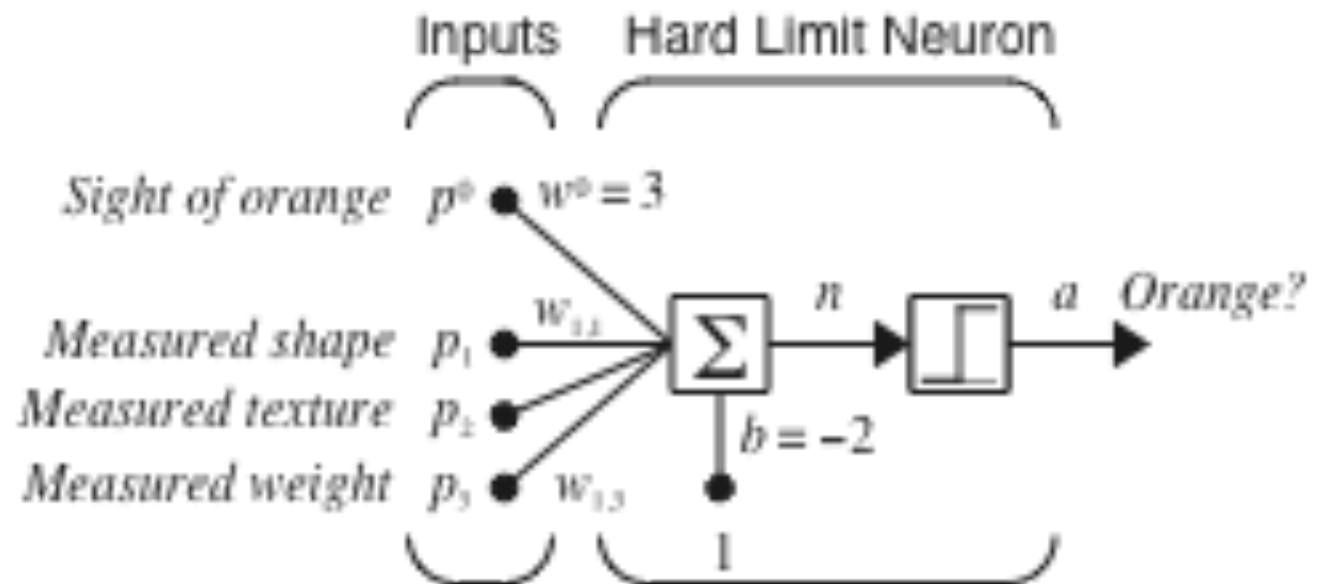 Inputs Hard Limit Neuron
Sight of orange p⁰ w⁰ = 3
w₁,₁ n a Orange?
Measured shape p₁ Σ
Measured texture p₂
b = −2
Measured weight p₃ w₁,₃
1